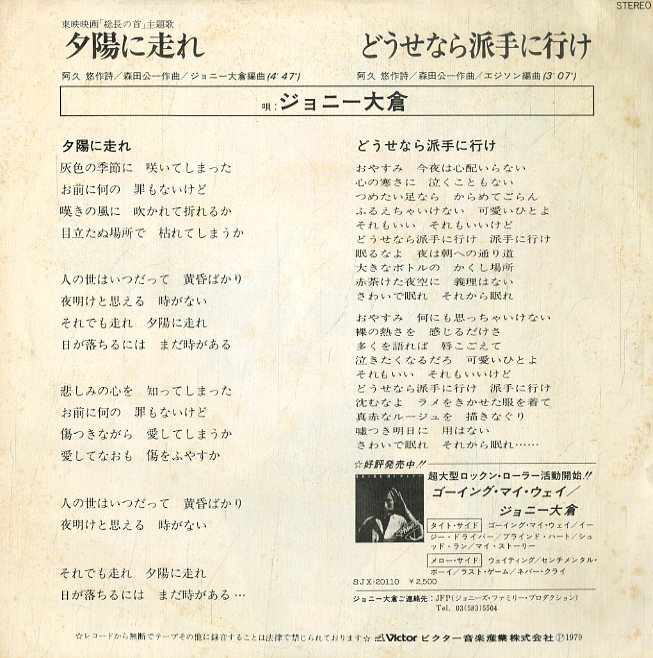 STEREO
東映映画「総長の首」主題歌
夕陽に走れ
阿久 悠作詩／森田公一作曲／ジョニー大倉編曲(4′47″)
どうせなら派手に行け
阿久 悠作詩／森田公一作曲／エジソン編曲(3′07″)
唄：ジョニー大倉
夕陽に走れ
灰色の季節に 咲いてしまった
お前に何の 罪もないけど
嘆きの風に 吹かれて折れるか
目立たぬ場所で 枯れてしまうか
人の世はいつだって 黄昏ばかり
夜明けと思える 時がない
それでも走れ 夕陽に走れ
日が落ちるには まだ時がある
悲しみの心を 知ってしまった
お前に何の 罪もないけど
傷つきながら 愛してしまうか
愛してなおも 傷をふやすか
人の世はいつだって 黄昏ばかり
夜明けと思える 時がない
それでも走れ 夕陽に走れ
日が落ちるには まだ時がある…
どうせなら派手に行け
おやすみ 今夜は心配いらない
心の寒さに 泣くこともない
つめたい足なら からめてごらん
ふるえちゃいけない 可愛いひとよ
それもいい それもいいけど
どうせなら派手に行け 派手に行け
眠るなよ 夜は朝への通り道
大きなボトルの かくし場所
赤茶けた夜空に 義理はない
さわいで眠れ それから眠れ
おやすみ 何にも思っちゃいけない
裸の熱さを 感じるだけさ
多くを語れば 唇こごえて
泣きたくなるだろ 可愛いひとよ
それもいい それもいいけど
どうせなら派手に行け 派手に行け
沈むなよ ラメをきかせた服を着て
真赤なルージュを 描きなぐり
嘘つき明日に 用はない
さわいで眠れ それから眠れ……
☆好評発売中!!
超大型ロックン・ローラー活動開始!!
ゴーイング・マイ・ウェイ／
ジョニー大倉
タイト・サイド ゴーイング・マイ・ウェイ／イー
ジー・ドライバー／ブラインド・ハート／シュ
ッド・ラン／マイ・ストーリー
メロー・サイド ウェイティング／センチメンタル・
ボーイ／ラスト・ゲーム／ネバー・クライ
SJX-20110 ￥2,500
ジョニー大倉ご連絡先：JFP(ジョニーズ・ファミリー・プロダクション)
Tel. 03(583)5504
☆レコードから無断でテープその他に録音することは法律で禁じられております☆ Victor ビクター音楽産業株式会社 Ⓟ1979